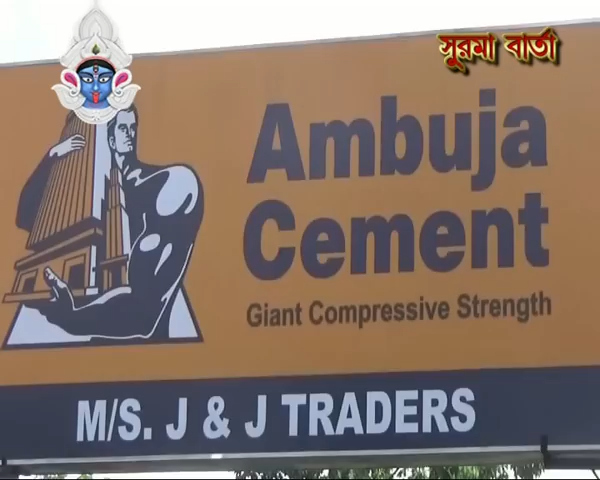 সুরমা বার্তা
Ambuja
Cement
Giant Compressive Strength
M/S. J & J TRADERS